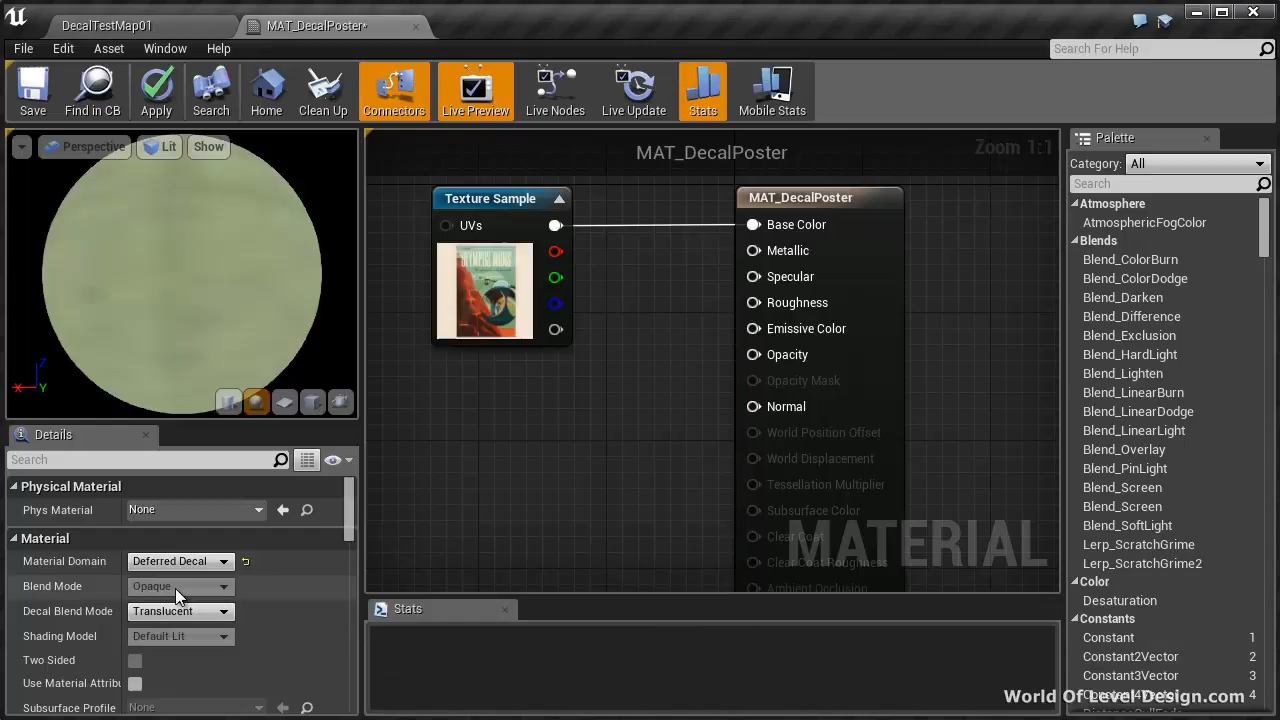 DecalTestMap01
MAT_DecalPoster*
File Edit Asset Window Help
Search For Help
Save Find in CB Apply Search Home Clean Up Connectors Live Preview Live Nodes Live Update Stats Mobile Stats
Perspective Lit Show
MAT_DecalPoster
Zoom 1:1
Texture Sample
UVs
OLYMPUS MONS
MAT_DecalPoster
Base Color
Metallic
Specular
Roughness
Emissive Color
Opacity
Opacity Mask
Normal
World Position Offset
World Displacement
Tessellation Multiplier
Subsurface Color
Clear Coat
Clear Coat Roughness
Ambient Occlusion
MATERIAL
X Z Y
Details
Search
Physical Material
Phys Material None
Material
Material Domain Deferred Decal
Blend Mode Opaque
Decal Blend Mode Translucent
Shading Model Default Lit
Two Sided
Use Material Attribu
Subsurface Profile None
Stats
Palette
Category: All
Search
Atmosphere
AtmosphericFogColor
Blends
Blend_ColorBurn
Blend_ColorDodge
Blend_Darken
Blend_Difference
Blend_Exclusion
Blend_HardLight
Blend_Lighten
Blend_LinearBurn
Blend_LinearDodge
Blend_LinearLight
Blend_Overlay
Blend_PinLight
Blend_Screen
Blend_Screen
Blend_SoftLight
Lerp_ScratchGrime
Lerp_ScratchGrime2
Color
Desaturation
Constants
Constant 1
Constant2Vector 2
Constant3Vector 3
Constant4Vector 4
World Of Level Design.com